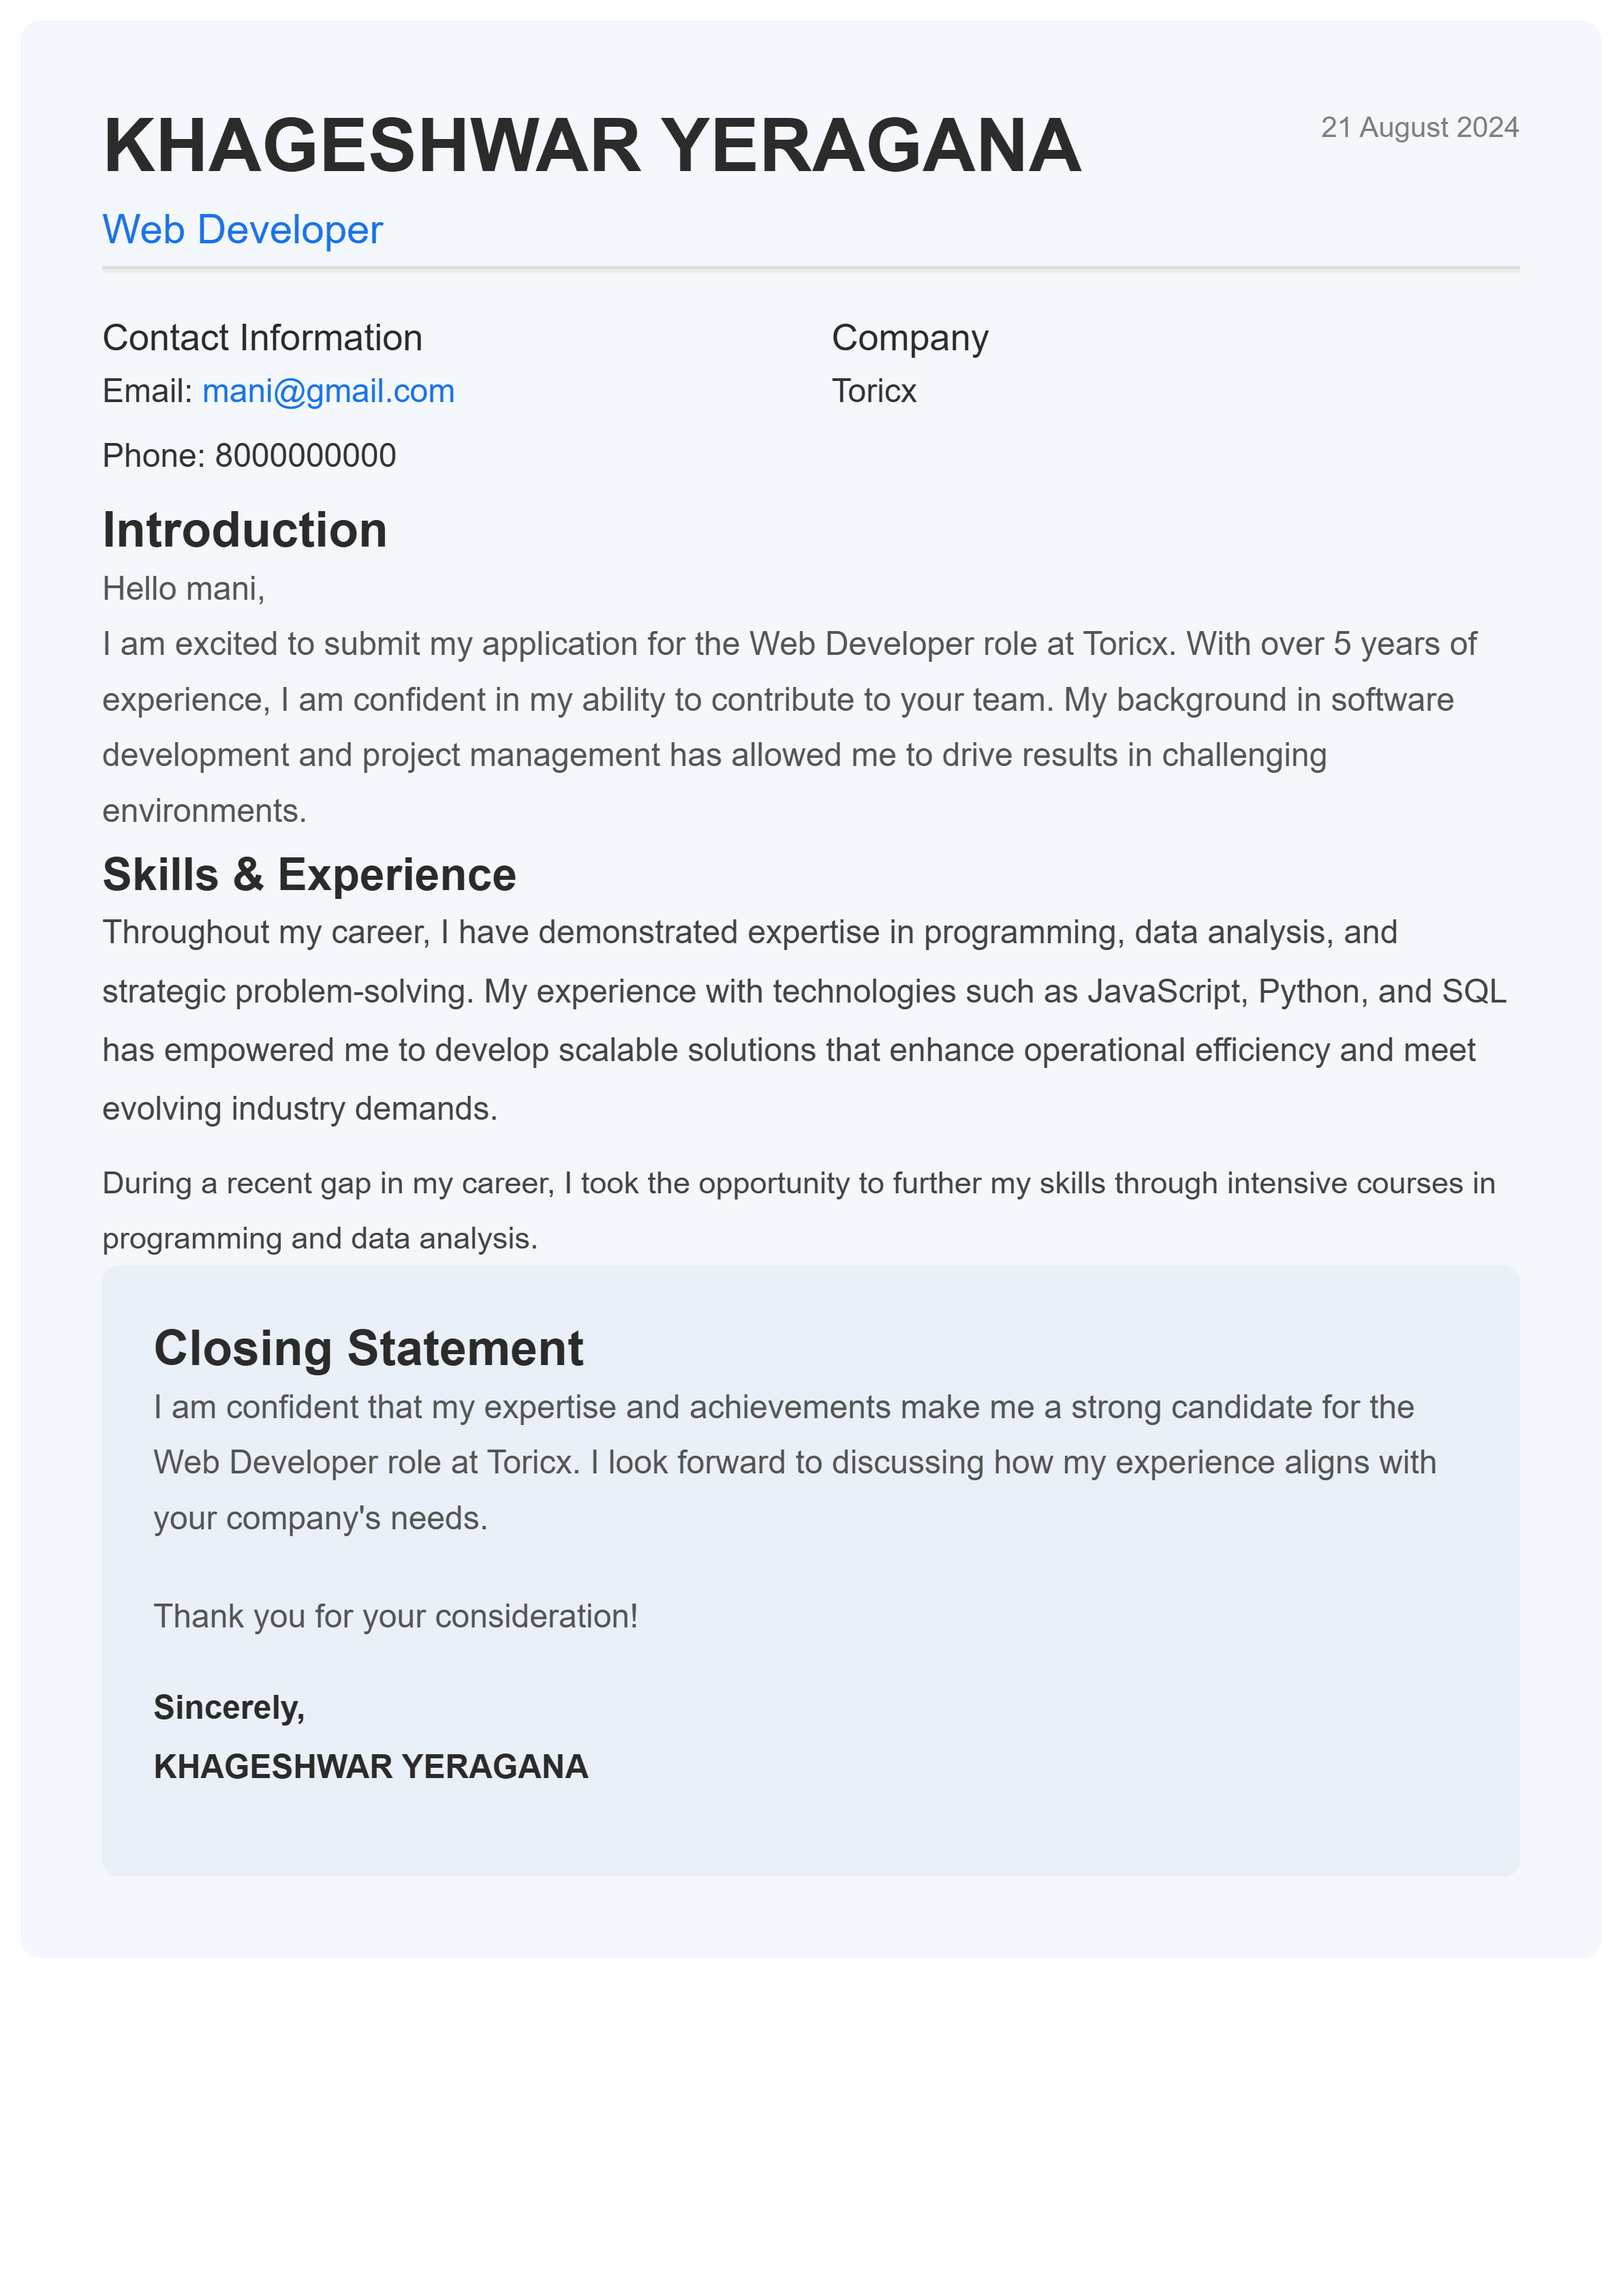 KHAGESHWAR YERAGANA
21 August 2024
Web Developer
Contact Information
Email: mani@gmail.com
Phone: 8000000000
Company
Toricx
Introduction
Hello mani,
I am excited to submit my application for the Web Developer role at Toricx. With over 5 years of
experience, I am confident in my ability to contribute to your team. My background in software
development and project management has allowed me to drive results in challenging
environments.
Skills & Experience
Throughout my career, I have demonstrated expertise in programming, data analysis, and
strategic problem-solving. My experience with technologies such as JavaScript, Python, and SQL
has empowered me to develop scalable solutions that enhance operational efficiency and meet
evolving industry demands.
During a recent gap in my career, I took the opportunity to further my skills through intensive courses in
programming and data analysis.
Closing Statement
I am confident that my expertise and achievements make me a strong candidate for the
Web Developer role at Toricx. I look forward to discussing how my experience aligns with
your company's needs.
Thank you for your consideration!
Sincerely,
KHAGESHWAR YERAGANA